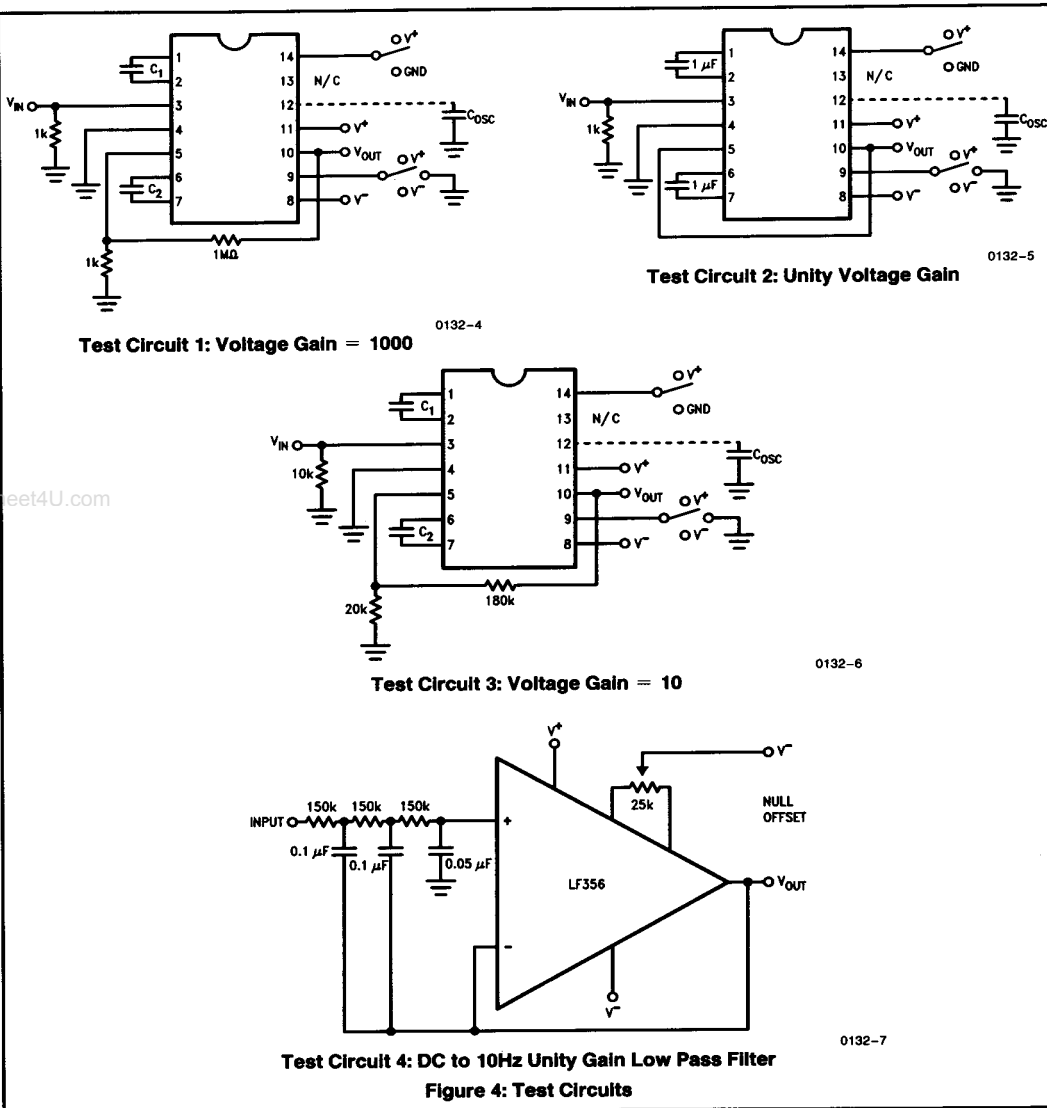 1
2
3
4
5
6
7
14
13
12
11
10
9
8
C1
C2
VIN
1k
1k
1MΩ
N/C
V+
GND
COSC
V+
VOUT
V+
V-
V-
0132-4
Test Circuit 1: Voltage Gain = 1000
1
2
3
4
5
6
7
14
13
12
11
10
9
8
1 μF
1 μF
VIN
1k
N/C
V+
GND
COSC
V+
VOUT
V+
V-
V-
0132-5
Test Circuit 2: Unity Voltage Gain
1
2
3
4
5
6
7
14
13
12
11
10
9
8
C1
C2
VIN
10k
20k
180k
N/C
V+
GND
COSC
V+
VOUT
V+
V-
V-
0132-6
Test Circuit 3: Voltage Gain = 10
eet4U.com
INPUT
150k
150k
150k
0.1 μF
0.1 μF
0.05 μF
+
-
LF356
V+
V-
25k
V-
NULL
OFFSET
VOUT
0132-7
Test Circuit 4: DC to 10Hz Unity Gain Low Pass Filter
Figure 4: Test Circuits